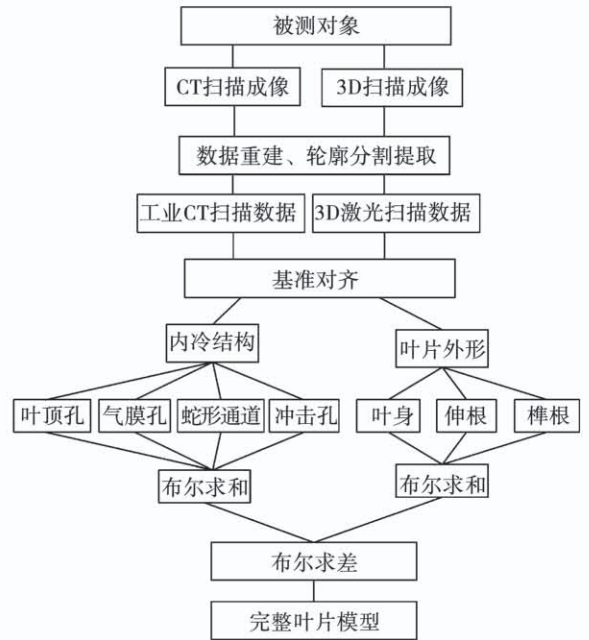 被测对象
CT扫描成像
3D扫描成像
数据重建、轮廓分割提取
工业CT扫描数据
3D激光扫描数据
基准对齐
内冷结构
叶片外形
叶顶孔
气膜孔
蛇形通道
冲击孔
叶身
伸根
榫根
布尔求和
布尔求和
布尔求差
完整叶片模型